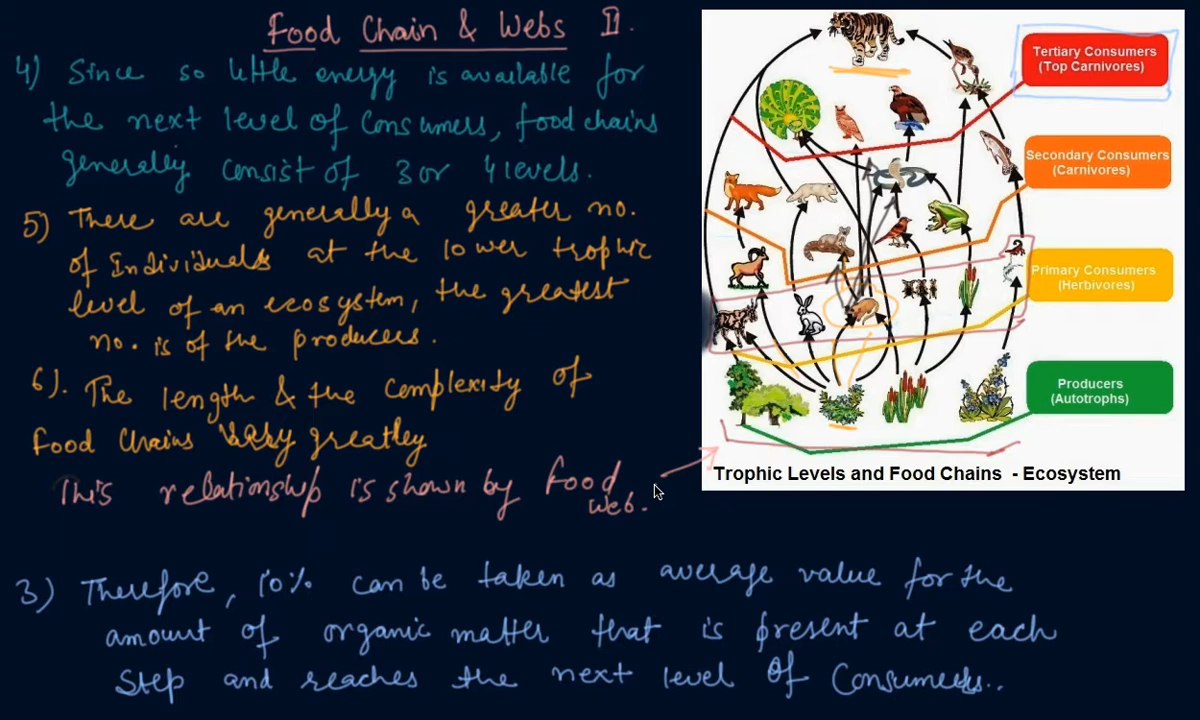 Food Chain & Webs II.
4) Since so little energy is available for
the next level of Consumers, food chains
generally consist of 3 or 4 levels.
5) There are generally a greater no.
of Individuals at the lower trophic
level of an ecosystem, the greatest
no. is of the producers.
6). The length & the complexity of
food Chains vary greatley
This relationship is shown by food
web.
3) Therefore, 10% can be taken as average value for the
amount of organic matter that is present at each
step and reaches the next level of Consumers..
Tertiary Consumers
(Top Carnivores)
Secondary Consumers
(Carnivores)
Primary Consumers
(Herbivores)
Producers
(Autotrophs)
Trophic Levels and Food Chains - Ecosystem